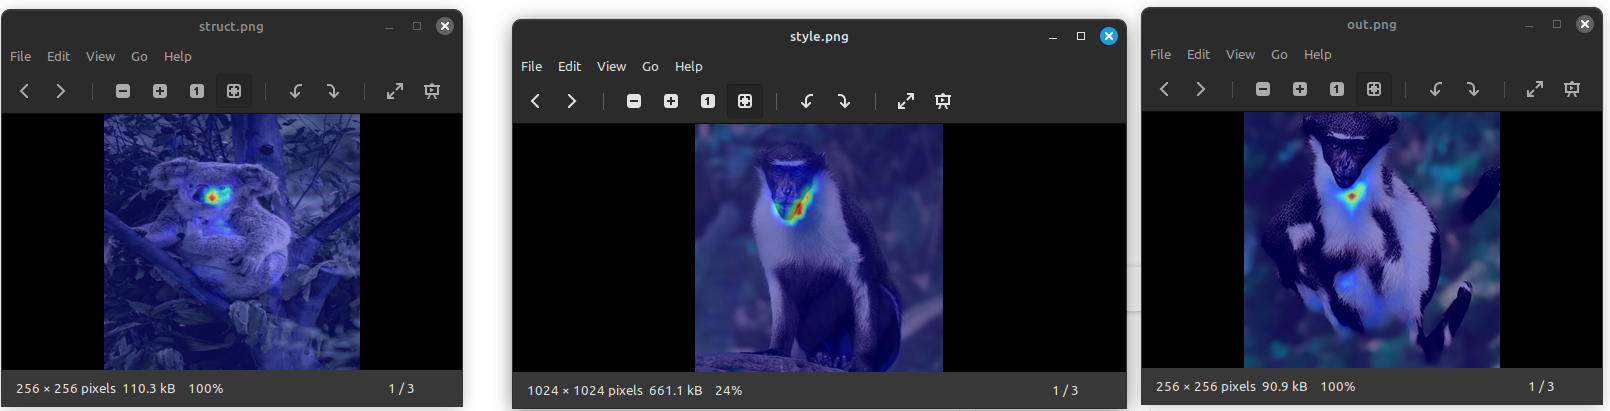 struct.png
File Edit View Go Help
1
256 × 256 pixels 110.3 kB 100% 1 / 3
style.png
File Edit View Go Help
1
1024 × 1024 pixels 661.1 kB 24% 1 / 3
out.png
File Edit View Go Help
1
256 × 256 pixels 90.9 kB 100% 1 / 3